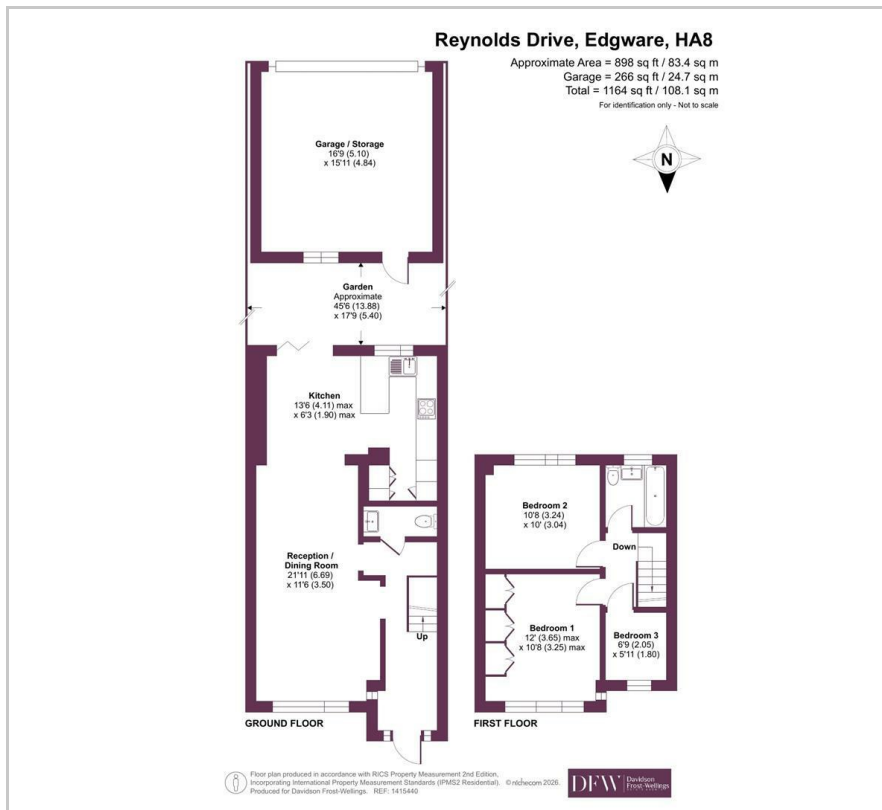 Reynolds Drive, Edgware, HA8
Approximate Area = 898 sq ft / 83.4 sq m
Garage = 266 sq ft / 24.7 sq m
Total = 1164 sq ft / 108.1 sq m
For identification only - Not to scale
N
Garage / Storage
16'9 (5.10)
x 15'11 (4.84)
Garden
Approximate
45'6 (13.88)
x 17'9 (5.40)
Kitchen
13'6 (4.11) max
x 6'3 (1.90) max
Reception /
Dining Room
21'11 (6.69)
x 11'6 (3.50)
Up
GROUND FLOOR
Bedroom 2
10'8 (3.24)
x 10' (3.04)
Down
Bedroom 1
12' (3.65) max
x 10'8 (3.25) max
Bedroom 3
6'9 (2.05)
x 5'11 (1.80)
FIRST FLOOR
Floor plan produced in accordance with RICS Property Measurement 2nd Edition,
Incorporating International Property Measurement Standards (IPMS2 Residential). © nichecom 2026.
Produced for Davidson Frost-Wellings. REF: 1415440
DFW Davidson
Frost-Wellings